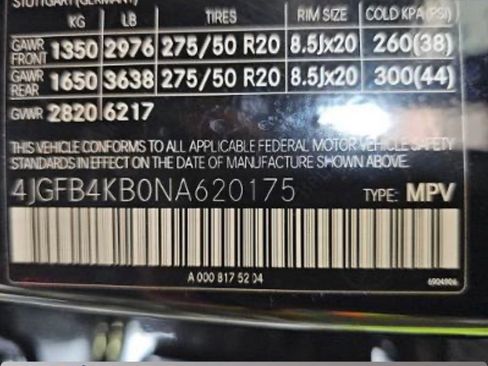 STUTTGART (GERMANY)
KG LB TIRES RIM SIZE COLD KPA (PSI)
GAWR FRONT 1350 2976 275/50 R20 8.5Jx20 260(38)
GAWR REAR 1650 3638 275/50 R20 8.5Jx20 300(44)
GVWR 2820 6217
THIS VEHICLE CONFORMS TO ALL APPLICABLE FEDERAL MOTOR VEHICLE SAFETY
STANDARDS IN EFFECT ON THE DATE OF MANUFACTURE SHOWN ABOVE.
4JGFB4KB0NA620175 TYPE: MPV
A 000 817 52 04